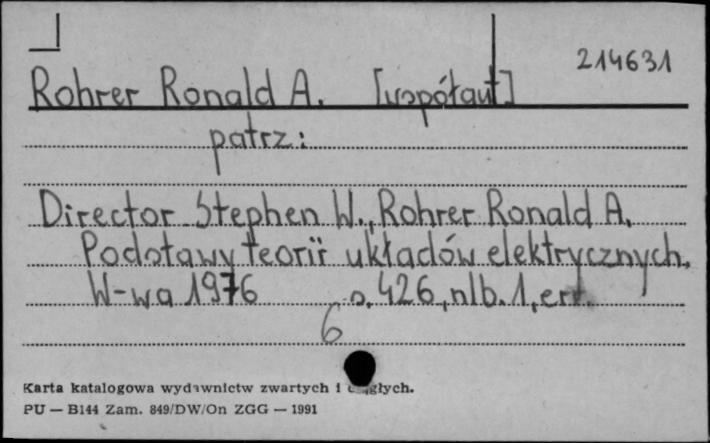 214631
Rohrer Ronald A. [współaut]
patrz:
Director Stephen W., Rohrer Ronald A.
Podstawy teorii układów elektrycznych.
W-wa 1976 s. 426, nlb. 1, err.
6
Karta katalogowa wydawnictw zwartych i ciągłych.
PU — B144 Zam. 849/DW/On ZGG — 1991